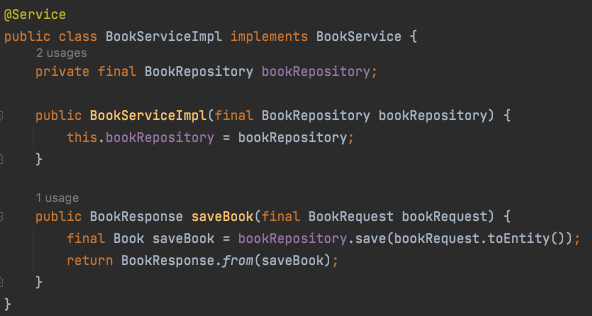 @Service
public class BookServiceImpl implements BookService {
2 usages
private final BookRepository bookRepository;
public BookServiceImpl(final BookRepository bookRepository) {
this.bookRepository = bookRepository;
}
1 usage
public BookResponse saveBook(final BookRequest bookRequest) {
final Book saveBook = bookRepository.save(bookRequest.toEntity());
return BookResponse.from(saveBook);
}
}